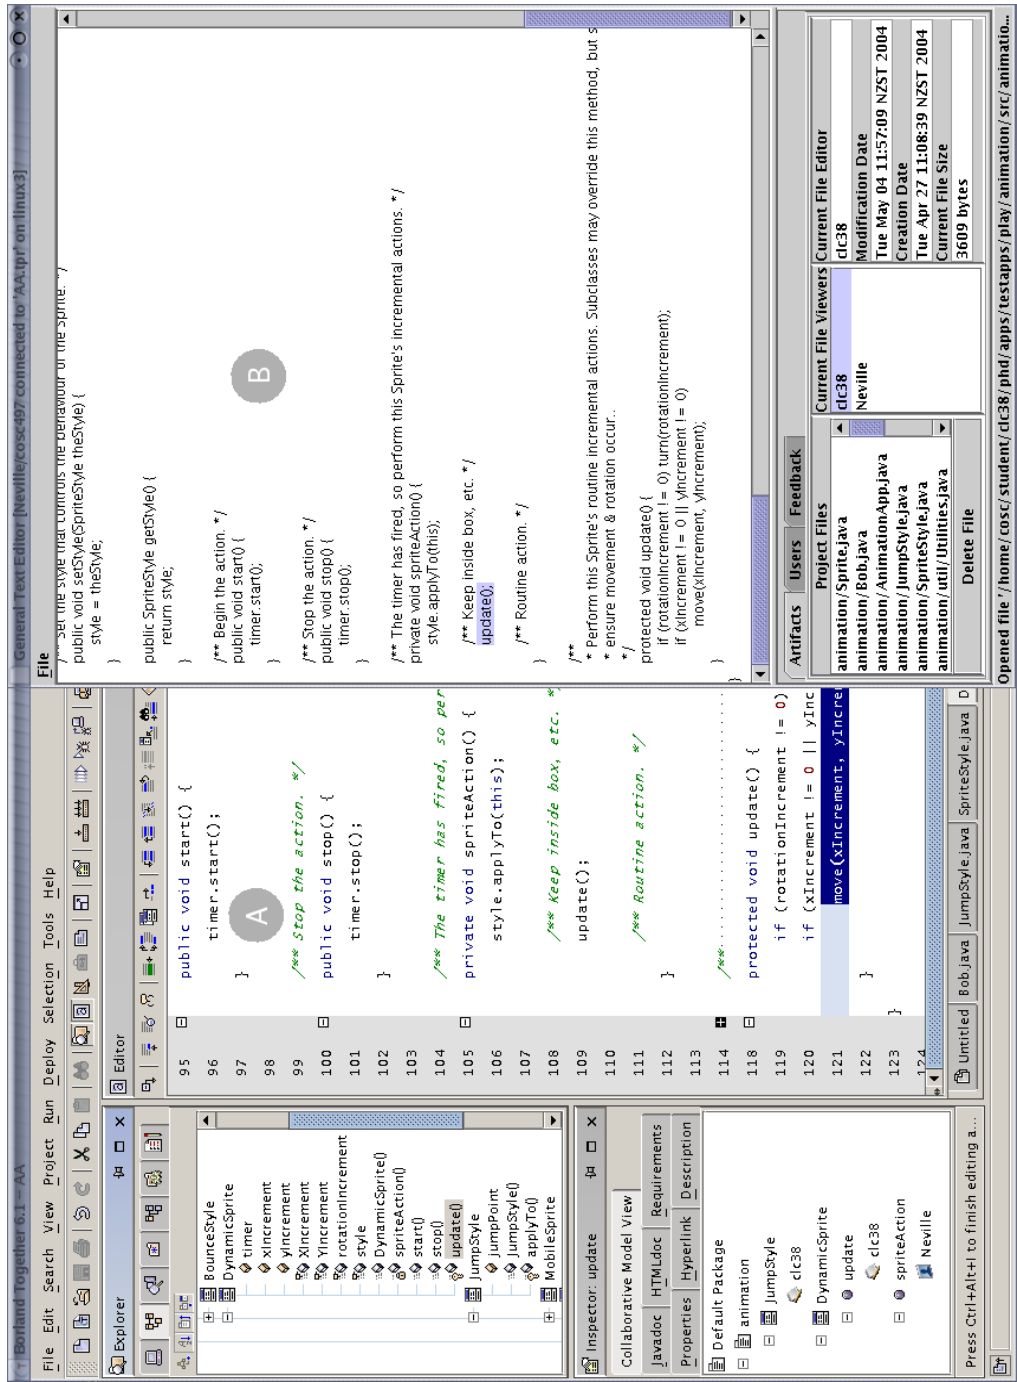 Borland Together 6.1 -- AA
File Edit Search View Project Run Deploy Selection Tools Help
Explorer
BounceStyle
DynamicSprite
timer
xIncrement
yIncrement
XIncrement
YIncrement
rotationIncrement
style
DynamicSprite()
spriteAction()
start()
stop()
update()
JumpStyle
jumpPoint
JumpStyle()
applyTo()
MobileSprite
Inspector: update
Collaborative Model View
Javadoc HTMLdoc Requirements
Properties Hyperlink Description
Default Package
animation
JumpStyle
clc38
DynamicSprite
update
clc38
spriteAction
Neville
Press Ctrl+Alt+I to finish editing a...
Editor
95 public void start() {
96 timer.start();
97 }
98
99 /** Stop the action. */
100 public void stop() {
101 timer.stop();
102 }
103
104 /** The timer has fired, so per
105 private void spriteAction() {
106 style.applyTo(this);
107
108 /** Keep inside box, etc. *
109 update();
110
111 /** Routine action. */
112 }
113
114 /**...
118 protected void update() {
119 if (rotationIncrement != 0)
120 if (xIncrement != 0 || yInc
121 move(xIncrement, yIncrem
122 }
123 }
124
A
Untitled Bob.java JumpStyle.java SpriteStyle.java D
General Text Editor [Neville/cosc497 connected to 'AA.tpr' on linux3]
File
/** Set the style that controls the behaviour of the Sprite. */
public void setStyle(SpriteStyle theStyle) {
style = theStyle;
}
public SpriteStyle getStyle() {
return style;
}
/** Begin the action. */
public void start() {
timer.start();
}
/** Stop the action. */
public void stop() {
timer.stop();
}
/** The timer has fired, so perform this Sprite's incremental actions. */
private void spriteAction() {
style.applyTo(this);
/** Keep inside box, etc. */
update();
/** Routine action. */
}
/**
* Perform this Sprite's routine incremental actions. Subclasses may override this method, but s
* ensure movement & rotation occur..
*/
protected void update() {
if (rotationIncrement != 0) turn(rotationIncrement);
if (xIncrement != 0 || yIncrement != 0)
move(xIncrement, yIncrement);
}
}
B
Artifacts Users Feedback
Project Files
animation/Sprite.java
animation/Bob.java
animation/AnimationApp.java
animation/JumpStyle.java
animation/SpriteStyle.java
animation/util/Utilities.java
Delete File
Current File Viewers
clc38
Neville
Current File Editor
clc38
Modification Date
Tue May 04 11:57:09 NZST 2004
Creation Date
Tue Apr 27 11:08:39 NZST 2004
Current File Size
3609 bytes
Opened file '/home/cosc/student/clc38/phd/apps/testapps/play/animation/src/animatio...